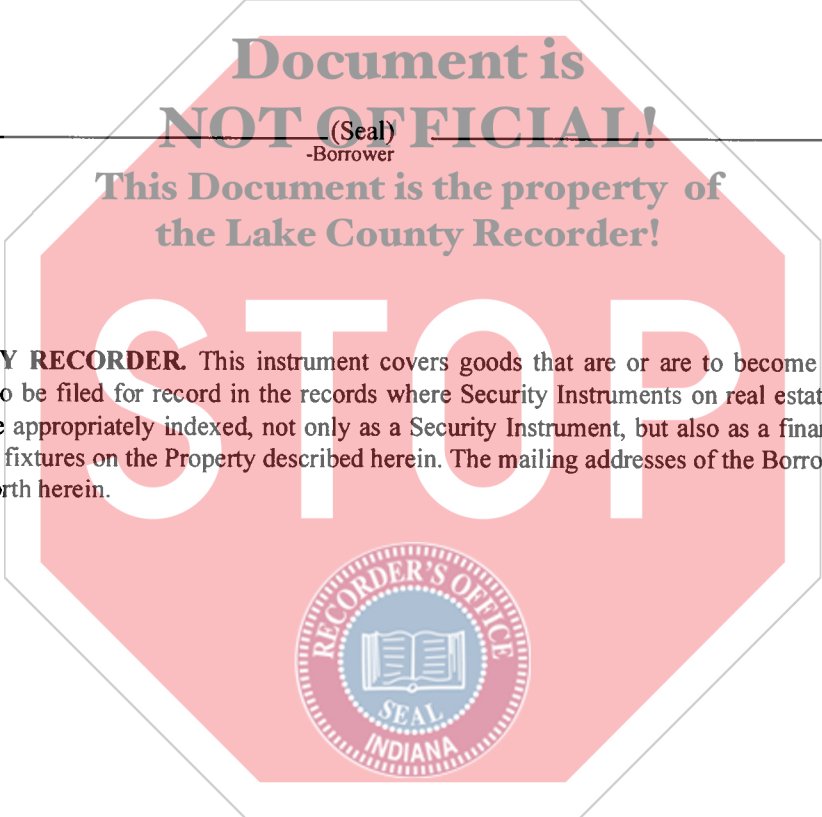 Document is
NOT OFFICIAL!
(Seal)
-Borrower
This Document is the property of
the Lake County Recorder!
STOP
Y RECORDER. This instrument covers goods that are or are to become
o be filed for record in the records where Security Instruments on real estat
e appropriately indexed, not only as a Security Instrument, but also as a finan
fixtures on the Property described herein. The mailing addresses of the Borro
rth herein.
RECORDER'S OFFICE
SEAL
INDIANA